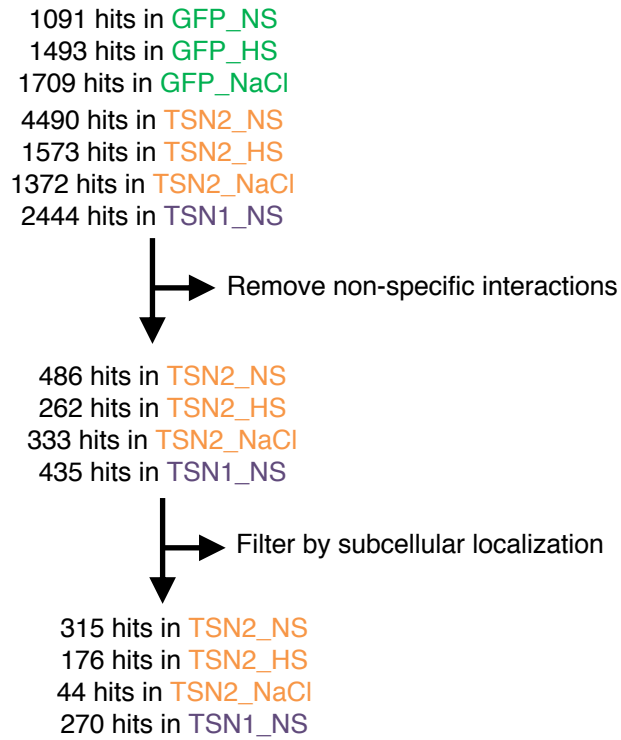 1091 hits in GFP_NS
1493 hits in GFP_HS
1709 hits in GFP_NaCl
4490 hits in TSN2_NS
1573 hits in TSN2_HS
1372 hits in TSN2_NaCl
2444 hits in TSN1_NS
Remove non-specific interactions
486 hits in TSN2_NS
262 hits in TSN2_HS
333 hits in TSN2_NaCl
435 hits in TSN1_NS
Filter by subcellular localization
315 hits in TSN2_NS
176 hits in TSN2_HS
44 hits in TSN2_NaCl
270 hits in TSN1_NS